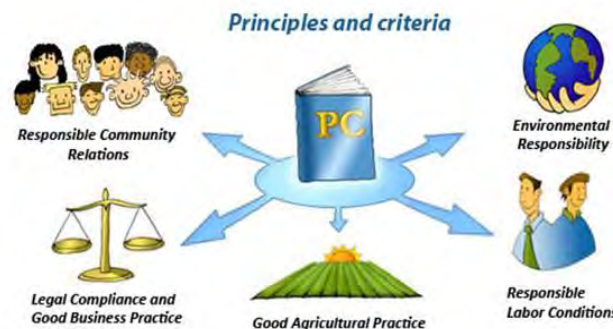 Principles and criteria
PC
Responsible Community
Relations
Environmental
Responsibility
Legal Compliance and
Good Business Practice
Good Agricultural Practice
Responsible
Labor Conditions